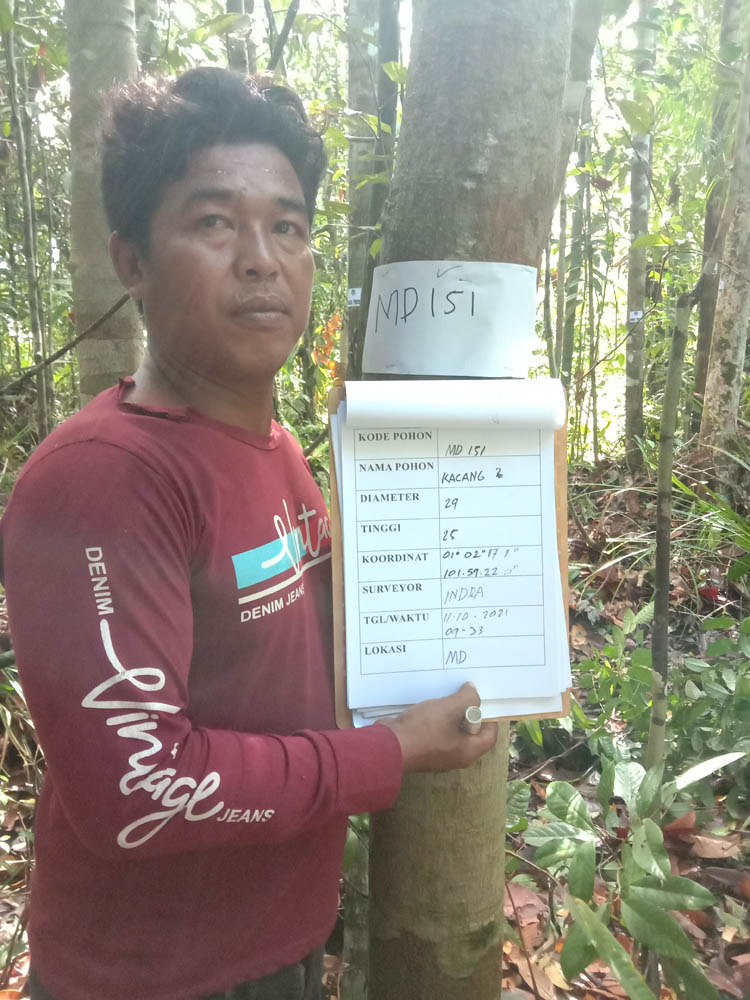 MD 151
KODE POHON MD 151
NAMA POHON KACANG 2
DIAMETER 29
TINGGI 25
KOORDINAT 01° 02" 17 1"
101.59.22 0"
SURVEYOR INDRA
TGL/WAKTU 11.10.2021
09-33
LOKASI MD
Vintage
DENIM JEANS
DENIM
Vinyage
JEANS